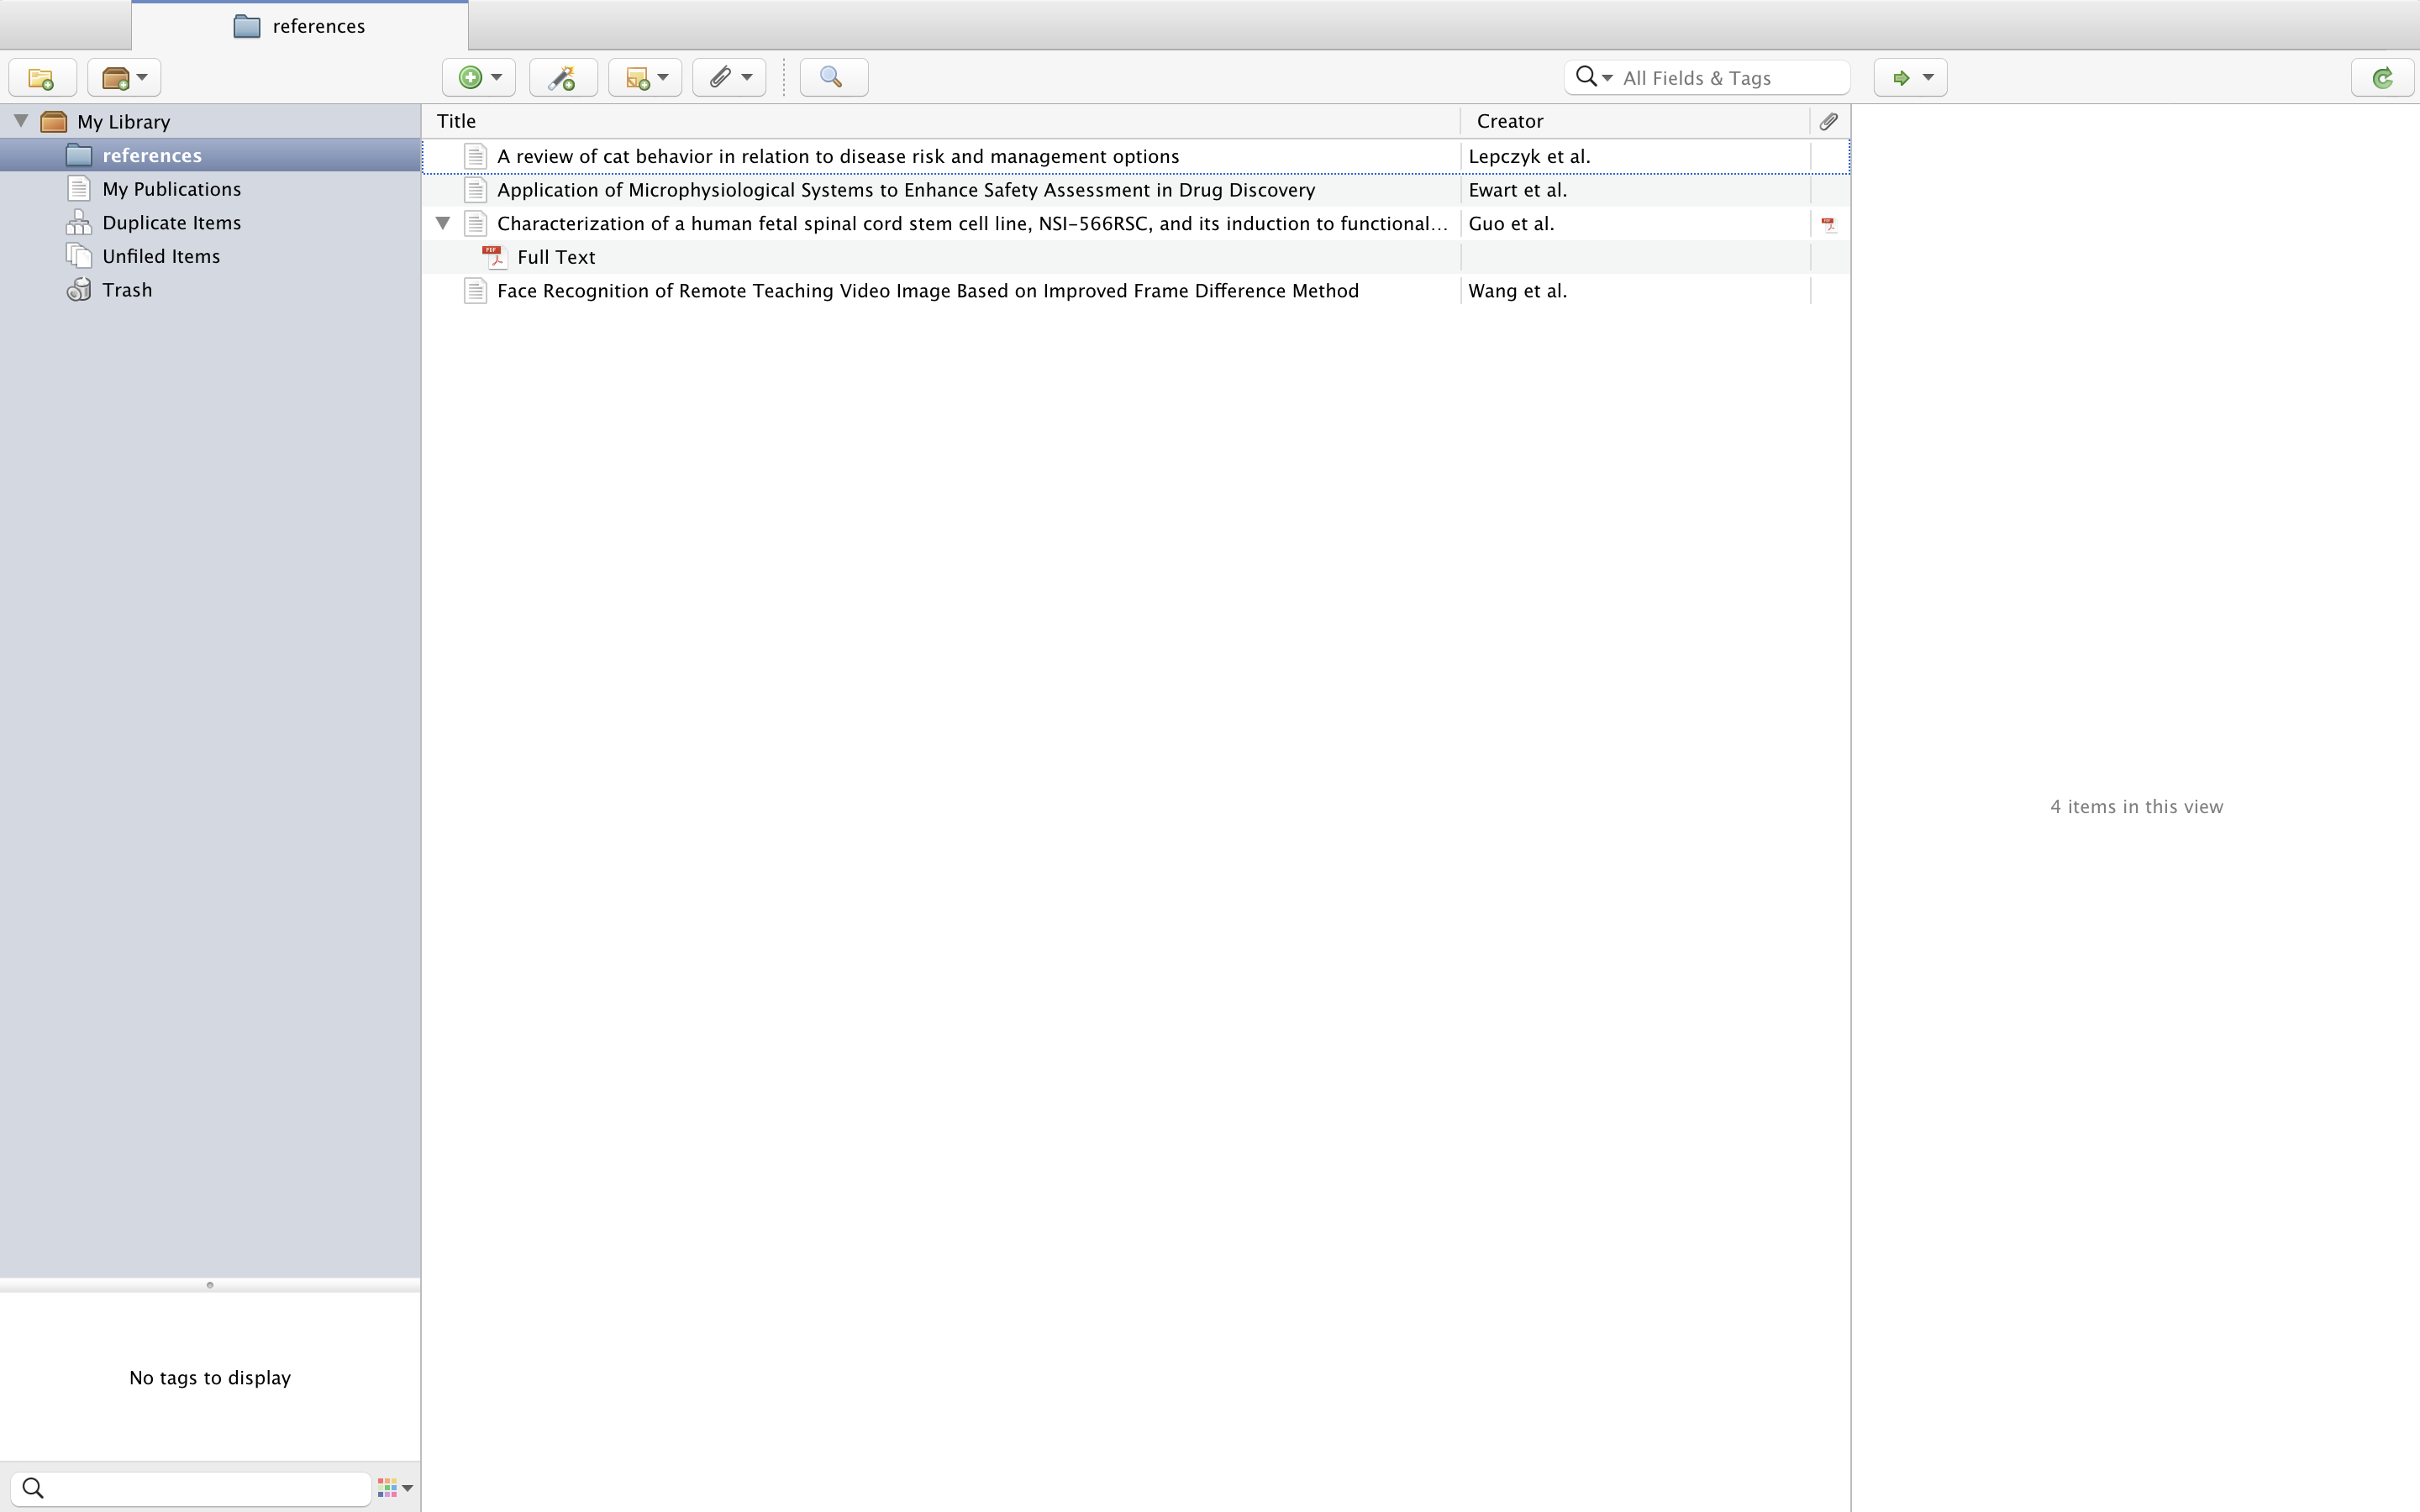 references
All Fields & Tags
My Library
references
My Publications
Duplicate Items
Unfiled Items
Trash
Title Creator
A review of cat behavior in relation to disease risk and management options Lepczyk et al.
Application of Microphysiological Systems to Enhance Safety Assessment in Drug Discovery Ewart et al.
Characterization of a human fetal spinal cord stem cell line, NSI-566RSC, and its induction to functional... Guo et al.
PDF Full Text
Face Recognition of Remote Teaching Video Image Based on Improved Frame Difference Method Wang et al.
4 items in this view
No tags to display